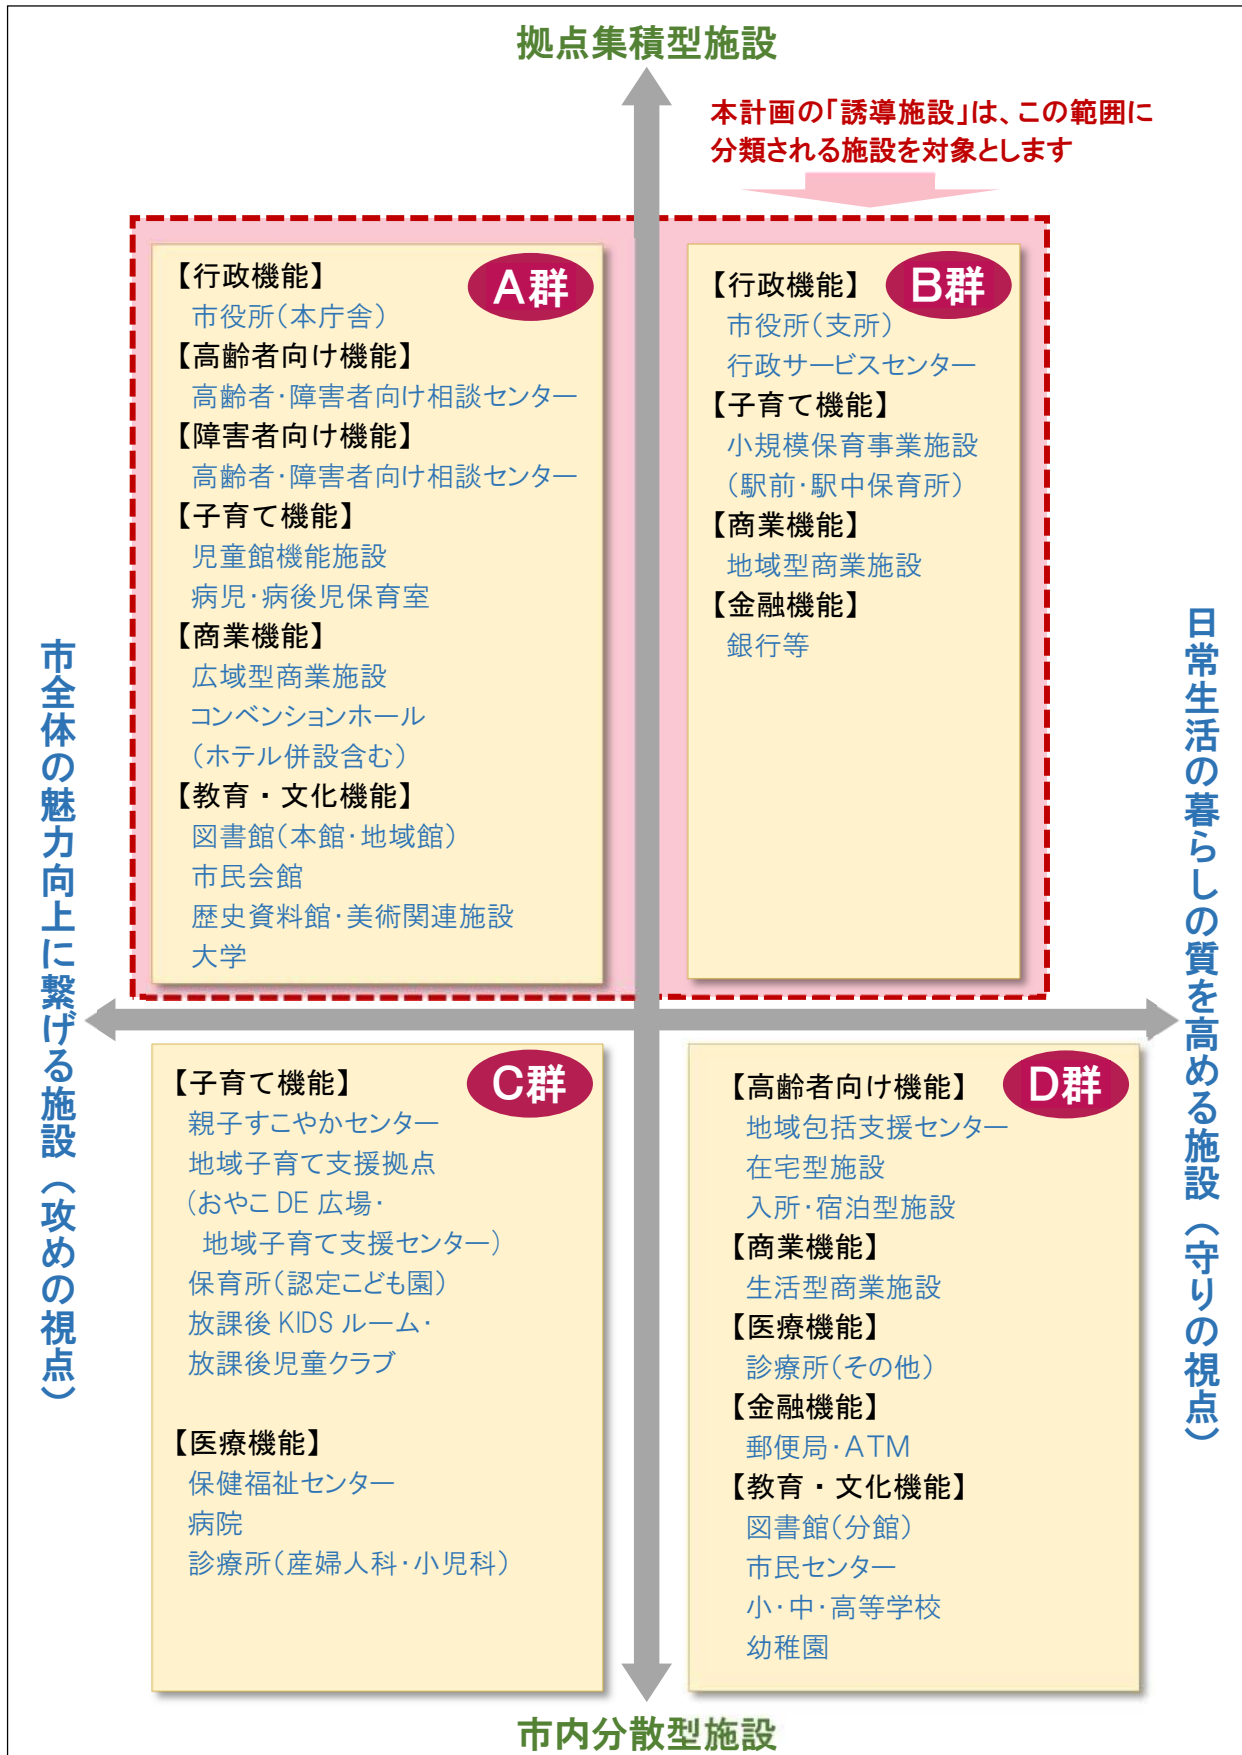 拠点集積型施設
本計画の「誘導施設」は、この範囲に
分類される施設を対象とします
A群
【行政機能】
市役所(本庁舎)
【高齢者向け機能】
高齢者・障害者向け相談センター
【障害者向け機能】
高齢者・障害者向け相談センター
【子育て機能】
児童館機能施設
病児・病後児保育室
【商業機能】
広域型商業施設
コンベンションホール
(ホテル併設含む)
【教育・文化機能】
図書館(本館・地域館)
市民会館
歴史資料館・美術関連施設
大学
B群
【行政機能】
市役所(支所)
行政サービスセンター
【子育て機能】
小規模保育事業施設
(駅前・駅中保育所)
【商業機能】
地域型商業施設
【金融機能】
銀行等
市全体の魅力向上に繋げる施設(攻めの視点)
日常生活の暮らしの質を高める施設(守りの視点)
C群
【子育て機能】
親子すこやかセンター
地域子育て支援拠点
(おやこ DE 広場・
地域子育て支援センター)
保育所(認定こども園)
放課後 KIDS ルーム・
放課後児童クラブ
【医療機能】
保健福祉センター
病院
診療所(産婦人科・小児科)
D群
【高齢者向け機能】
地域包括支援センター
在宅型施設
入所・宿泊型施設
【商業機能】
生活型商業施設
【医療機能】
診療所(その他)
【金融機能】
郵便局・ATM
【教育・文化機能】
図書館(分館)
市民センター
小・中・高等学校
幼稚園
市内分散型施設